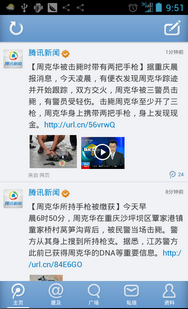 9:51
腾讯新闻
1分钟前
【周克华被击毙时带有两把手枪】据重庆晨
报消息,今天凌晨,有便衣发现周克华踪迹
并开始跟踪,双方交火,周克华被三人警员击
毙,有警员受轻伤。击毙周克华至少开了三
枪,周克华身上携带两把手枪,身上发现现
金。http://url.cn/56vrwQ
来自 网页
24
腾讯新闻
8分钟前
【周克华所持手枪被缴获】今天早
晨6时50分,周克华在重庆沙坪坝区覃家港镇
童家桥村莴笋沟背后,被民警当场击毙。警
方从其身上搜到所持枪支。据悉,江苏警方
此前已获得周克华的DNA等重要信息。http:/
/url.cn/84E6GO
主页
提及
广场
私信
资料